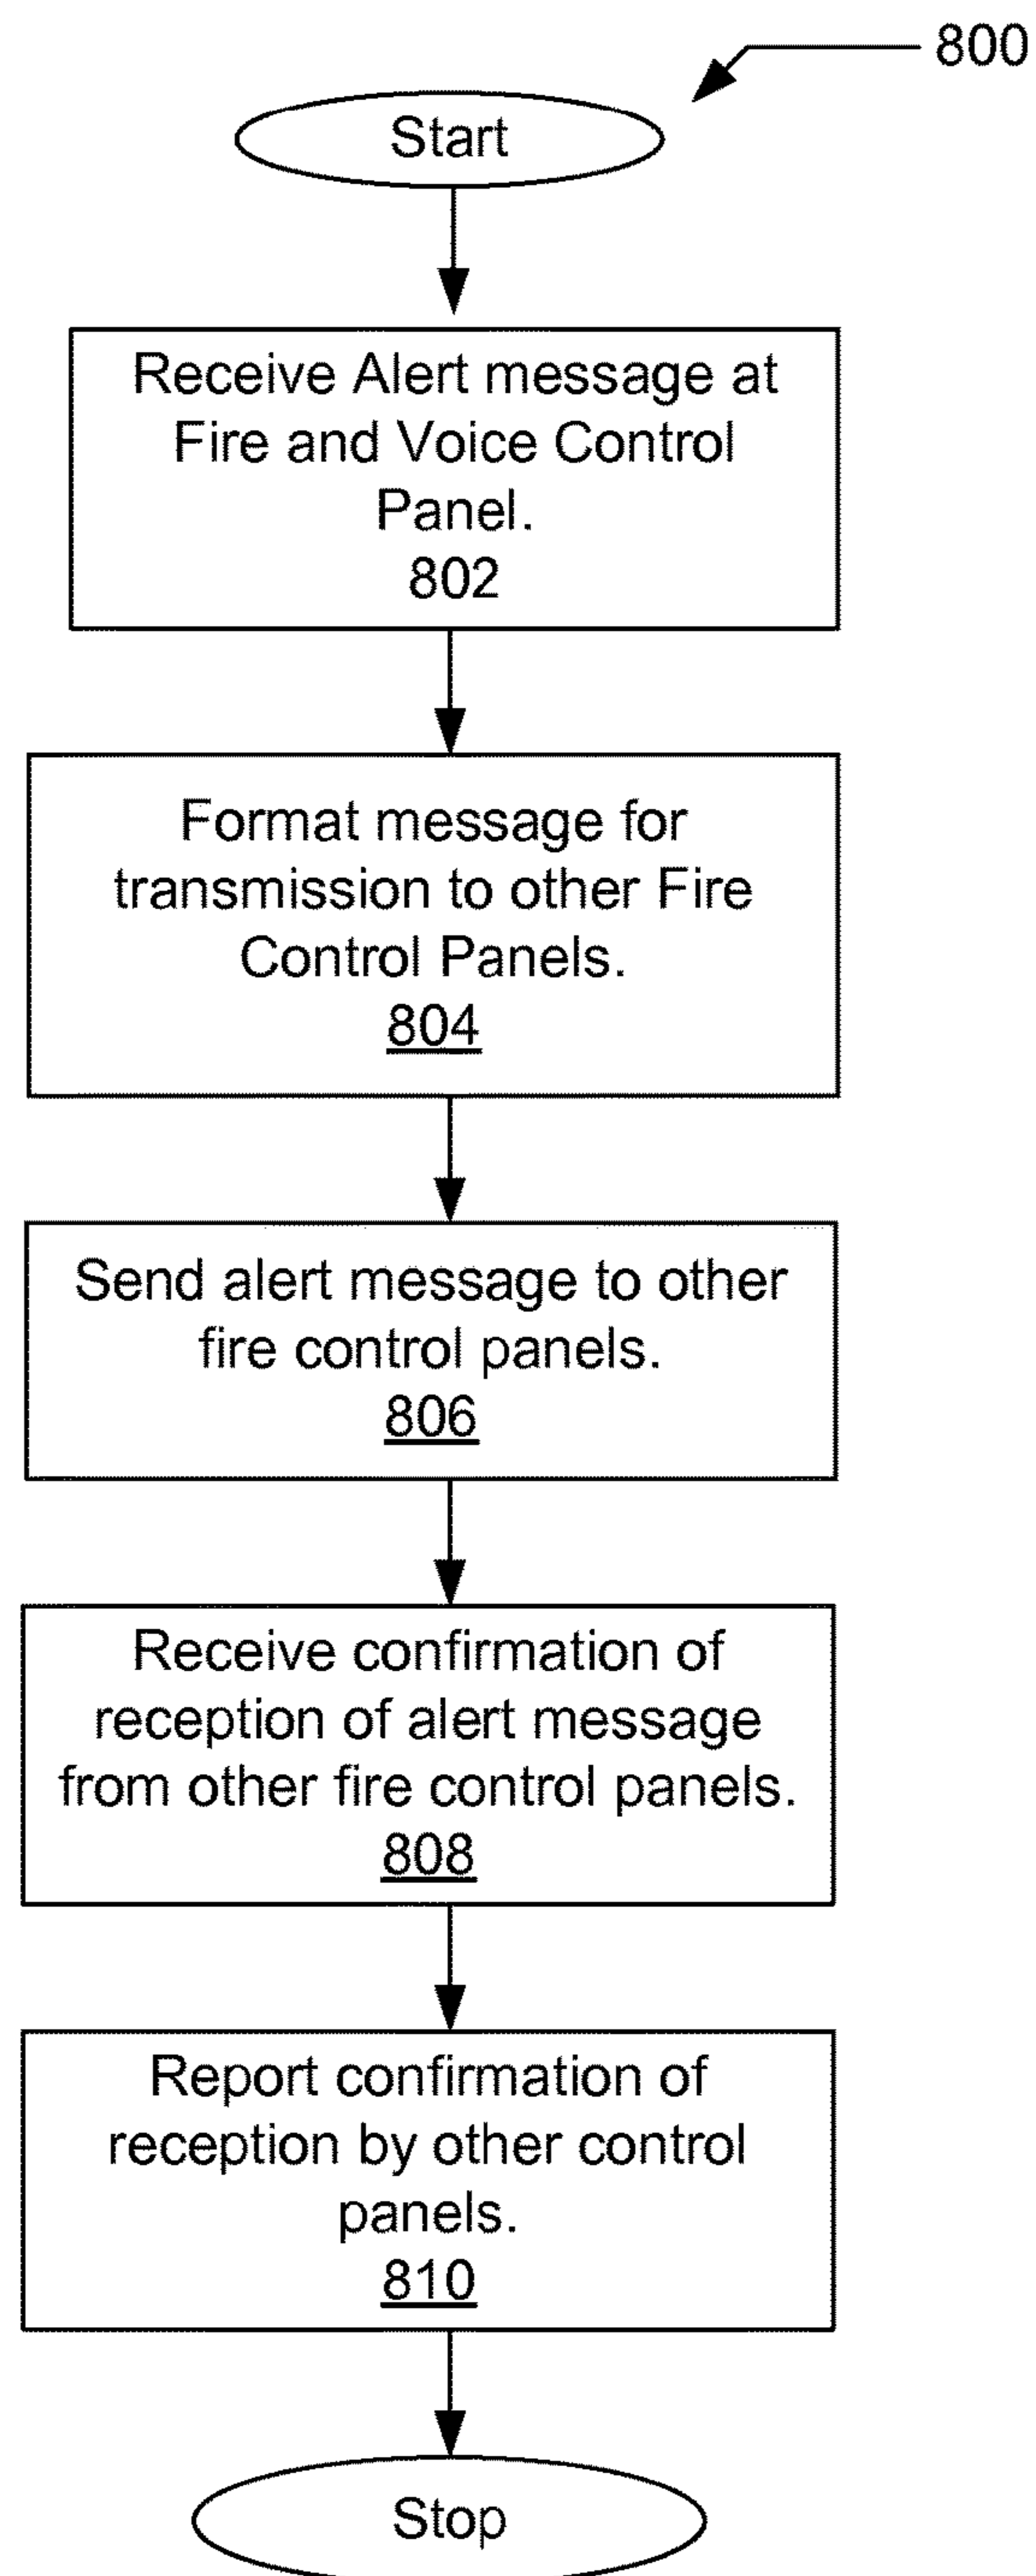 800
Start
Receive Alert message at
Fire and Voice Control
Panel.
802
Format message for
transmission to other Fire
Control Panels.
804
Send alert message to other
fire control panels.
806
Receive confirmation of
reception of alert message
from other fire control panels.
808
Report confirmation of
reception by other control
panels.
810
Stop